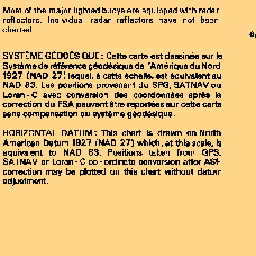 Most of the major lighted buoys are equipped with radar
reflectors. Individual radar reflectors have not been
charted.
SYSTÈME GÉODÉSIQUE: Cette carte est dessinée sur le
Système de référence géodésique de l'Amérique du Nord
1927 (NAD 27) lequel, à cette échelle, est équivalent au
NAD 83. Les positions provenant du SPG, SATNAV ou
Loran-C avec conversion des coordonnées après la
correction du FSA peuvent être reportées sur cette carte
sans compensation au système géodésique.
HORIZONTAL DATUM: This chart is drawn on North
American Datum 1927 (NAD 27) which, at this scale, is
equivalent to NAD 83. Positions taken from GPS,
SATNAV or Loran-C co-ordinate conversion after ASF
correction may be plotted on this chart without datum
adjustment.